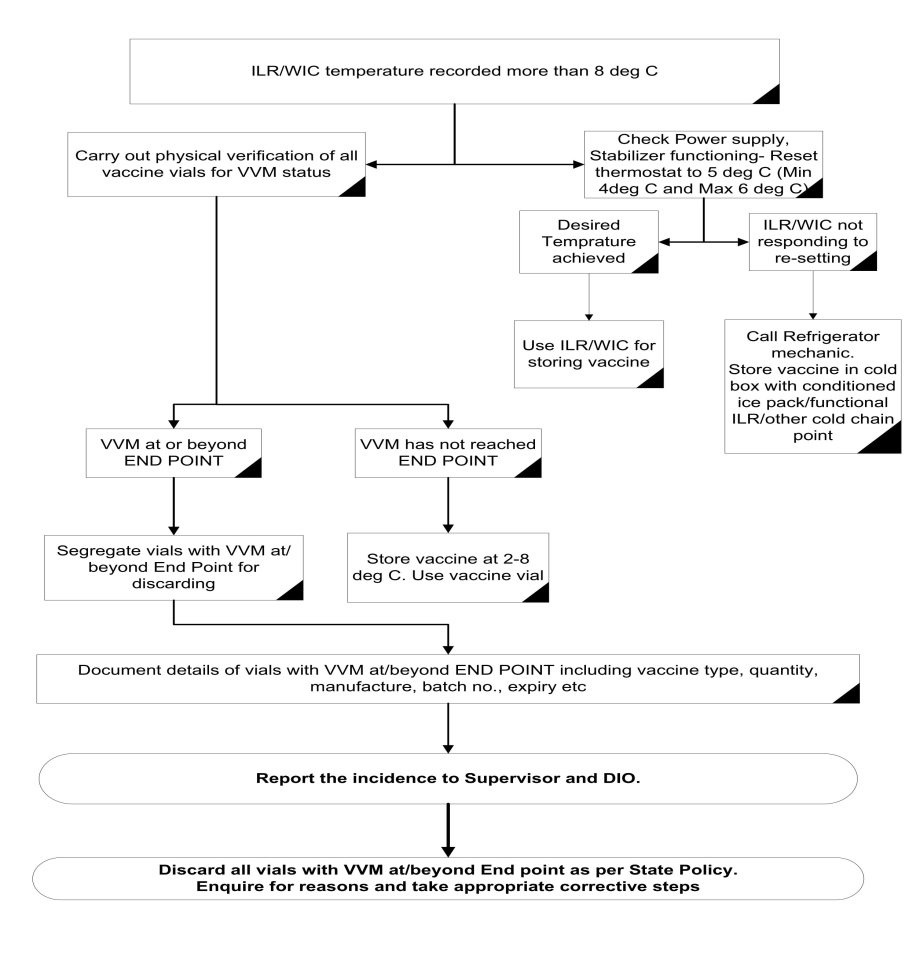 ILR/WIC temperature recorded more than 8 deg C
Carry out physical verification of all
vaccine vials for VVM status
Check Power supply,
Stabilizer functioning- Reset
thermostat to 5 deg C (Min
4deg C and Max 6 deg C)
Desired
Temprature
achieved
ILR/WIC not
responding to
re-setting
Use ILR/WIC for
storing vaccine
Call Refrigerator
mechanic.
Store vaccine in cold
box with conditioned
ice pack/functional
ILR/other cold chain
point
VVM at or beyond
END POINT
VVM has not reached
END POINT
Segregate vials with VVM at/
beyond End Point for
discarding
Store vaccine at 2-8
deg C. Use vaccine vial
Document details of vials with VVM at/beyond END POINT including vaccine type, quantity,
manufacture, batch no., expiry etc
Report the incidence to Supervisor and DIO.
Discard all vials with VVM at/beyond End point as per State Policy.
Enquire for reasons and take appropriate corrective steps